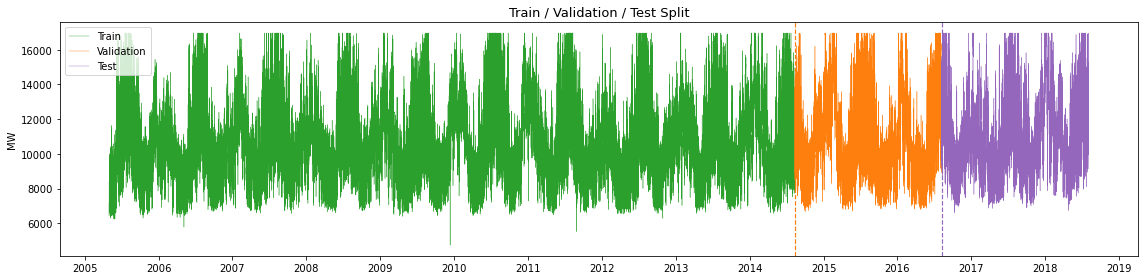 Train / Validation / Test Split
Train
Validation
Test
MW
16000
14000
12000
10000
8000
6000
2005 2006 2007 2008 2009 2010 2011 2012 2013 2014 2015 2016 2017 2018 2019